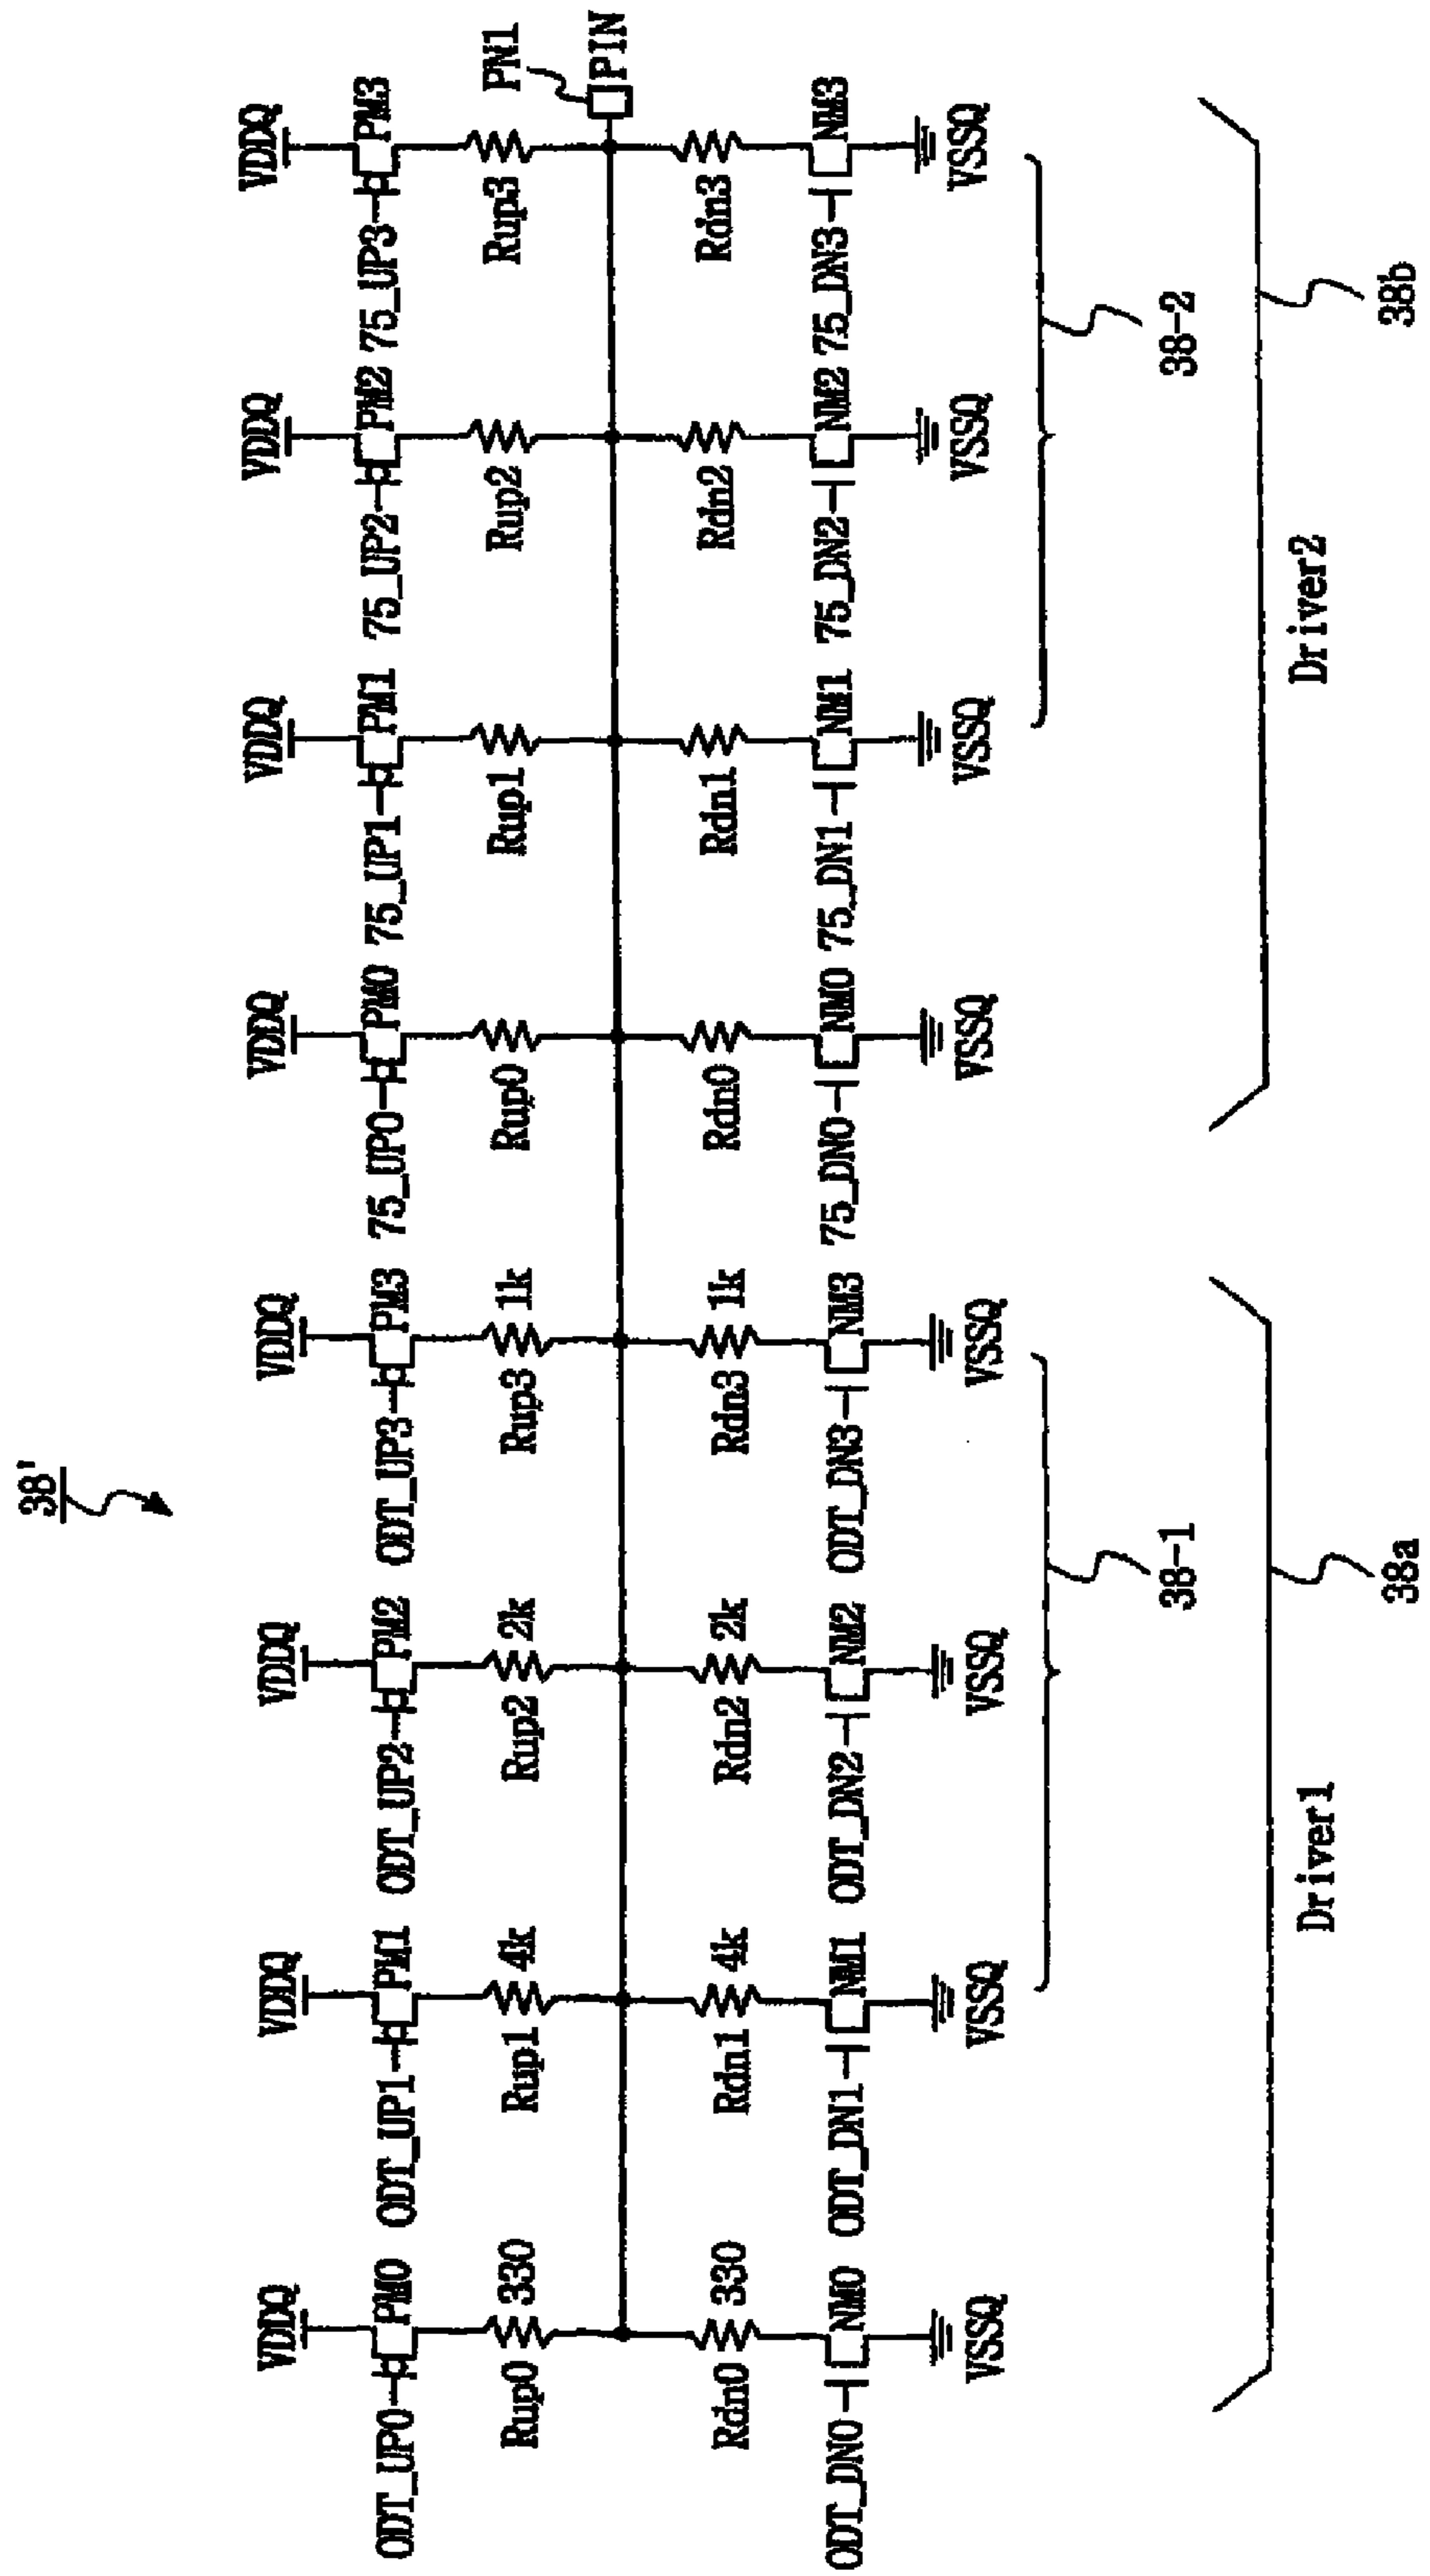 38'
VDDQ VDDQ VDDQ VDDQ VDDQ VDDQ VDDQ VDDQ
ODT_UP0 PM0 ODT_UP1 PM1 ODT_UP2 PM2 ODT_UP3 PM3 75_UP0 PM0 75_UP1 PM1 75_UP2 PM2 75_UP3 PM3
Rup0 330 Rup1 4k Rup2 2k Rup3 1k Rup0 Rup1 Rup2 Rup3 PN1
PIN
Rdn0 330 Rdn1 4k Rdn2 2k Rdn3 1k Rdn0 Rdn1 Rdn2 Rdn3
ODT_DN0 NM0 ODT_DN1 NM1 ODT_DN2 NM2 ODT_DN3 NM3 75_DN0 NM0 75_DN1 NM1 75_DN2 NM2 75_DN3 NM3
VSSQ VSSQ VSSQ VSSQ VSSQ VSSQ VSSQ VSSQ
38-1 38-2
Driver1 Driver2
38a 38b